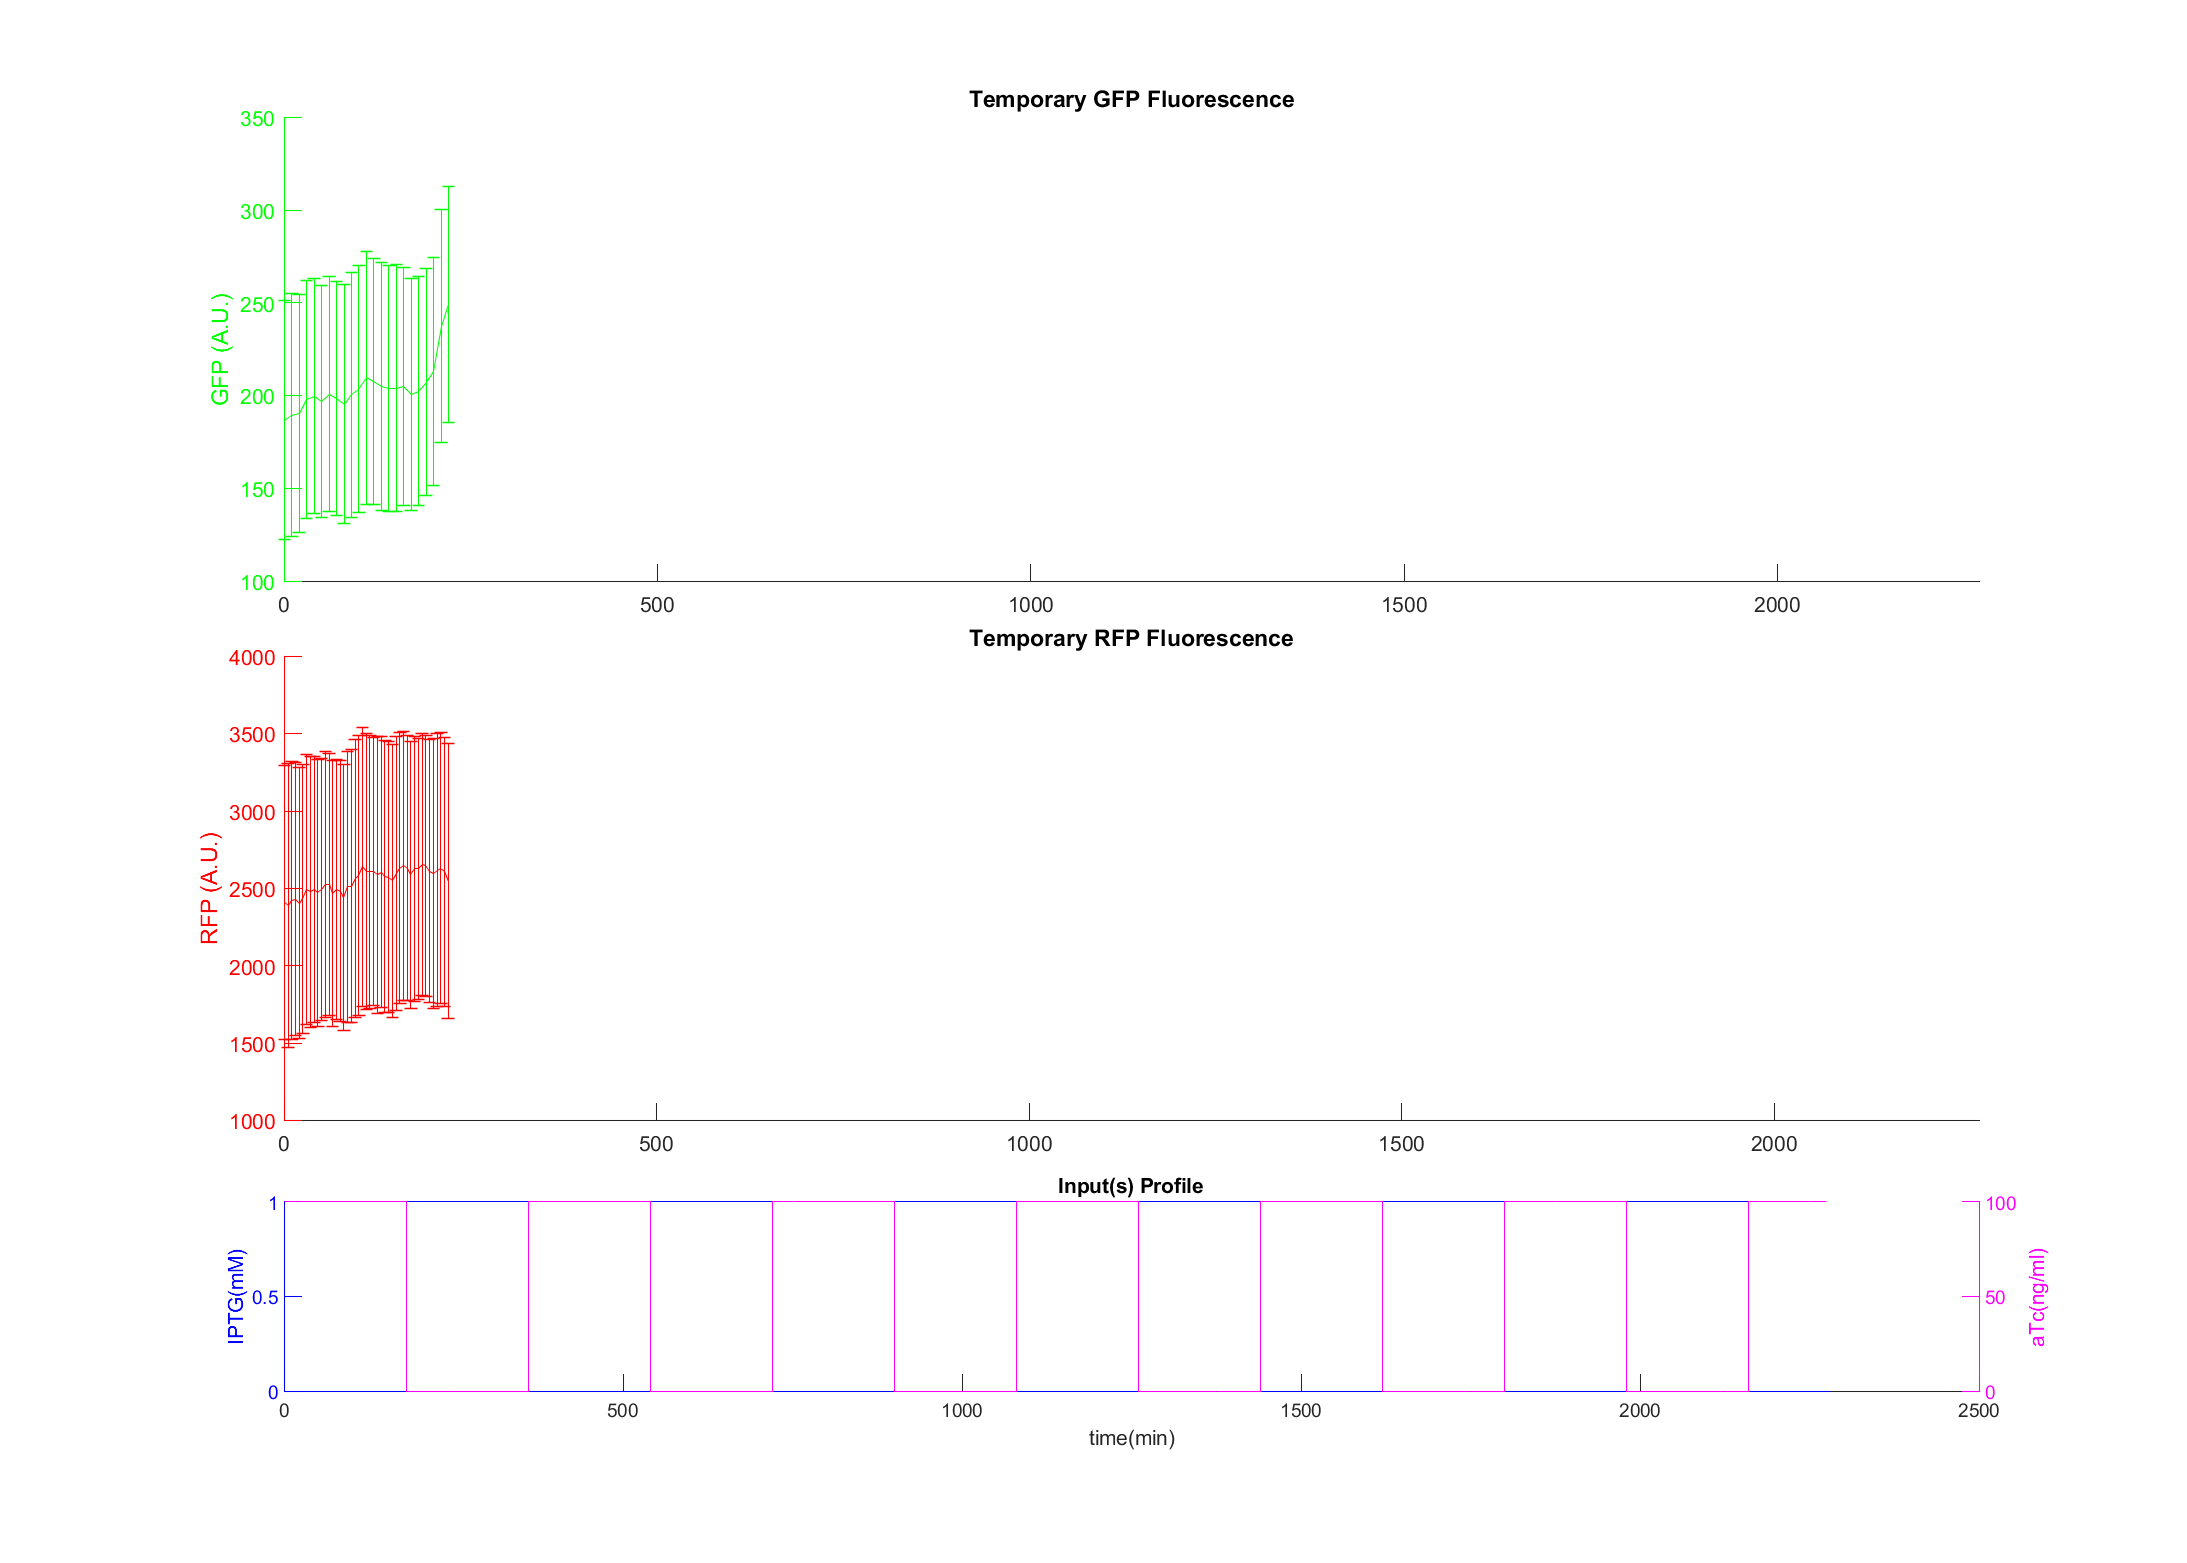 Temporary GFP Fluorescence
350
300
250
200
150
100
GFP (A.U.)
0 500 1000 1500 2000
Temporary RFP Fluorescence
4000
3500
3000
2500
2000
1500
1000
RFP (A.U.)
0 500 1000 1500 2000
Input(s) Profile
1
0.5
0
IPTG(mM)
100
50
0
aTc(ng/ml)
0 500 1000 1500 2000 2500
time(min)